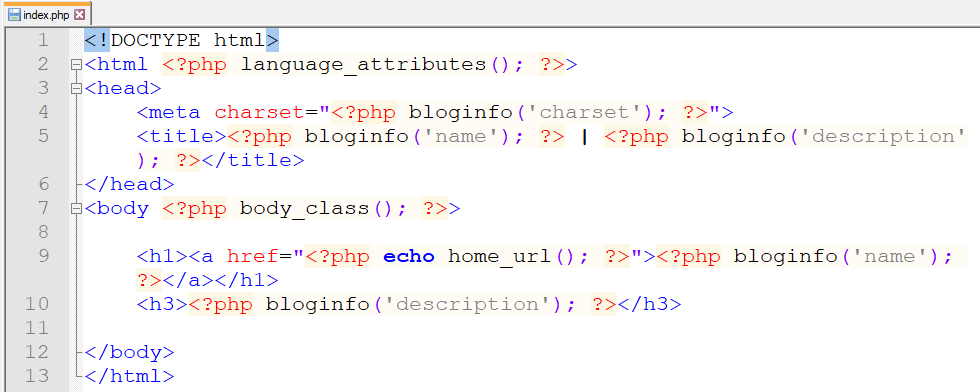 index.php
1 <!DOCTYPE html>
2 <html <?php language_attributes(); ?>>
3 <head>
4 <meta charset="<?php bloginfo('charset'); ?>">
5 <title><?php bloginfo('name'); ?> | <?php bloginfo('description'
); ?></title>
6 </head>
7 <body <?php body_class(); ?>>
8
9 <h1><a href="<?php echo home_url(); ?>"><?php bloginfo('name');
?></a></h1>
10 <h3><?php bloginfo('description'); ?></h3>
11
12 </body>
13 </html>